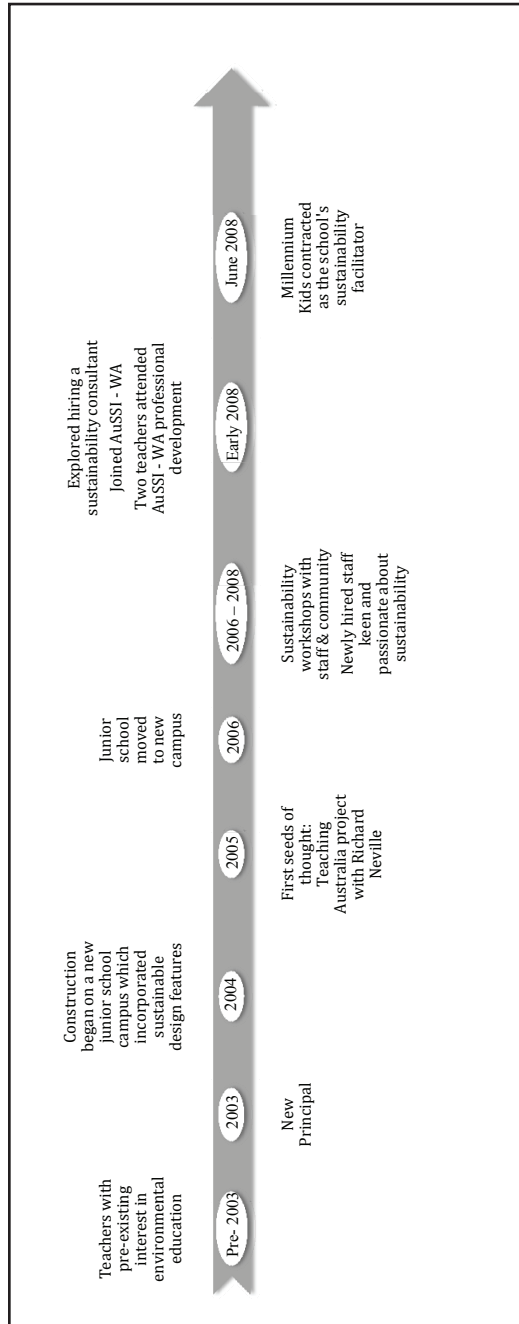 Teachers with
pre-existing
interest in
environmental
education
Pre- 2003
2003
New
Principal
Construction
began on a new
junior school
campus which
incorporated
sustainable
design features
2004
2005
First seeds of
thought:
Teaching
Australia project
with Richard
Neville
Junior
school
moved
to new
campus
2006
2006 – 2008
Sustainability
workshops with
staff & community
Newly hired staff
keen and
passionate about
sustainability
Explored hiring a
sustainability consultant
Joined AuSSI - WA
Two teachers attended
AuSSI - WA professional
development
Early 2008
June 2008
Millennium
Kids contracted
as the school's
sustainability
facilitator